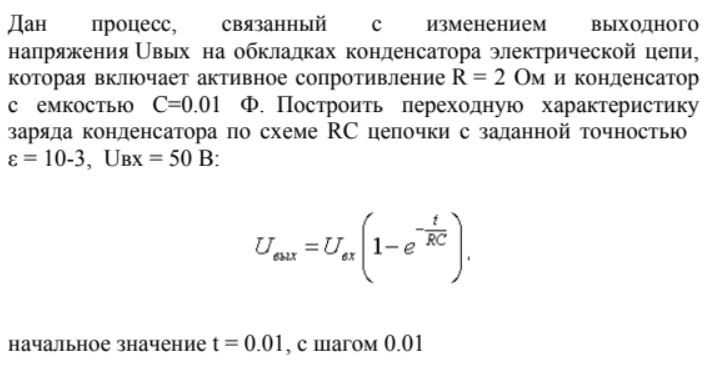 Дан процесс, связанный с изменением выходного
напряжения Uвых на обкладках конденсатора электрической цепи,
которая включает активное сопротивление R = 2 Ом и конденсатор
с емкостью C=0.01 Ф. Построить переходную характеристику
заряда конденсатора по схеме RC цепочки с заданной точностью
ε = 10-3, Uвх = 50 В:
U_{вых} = U_{вх} (1 − e^{−\frac{t}{RC}}).
начальное значение t = 0.01, с шагом 0.01